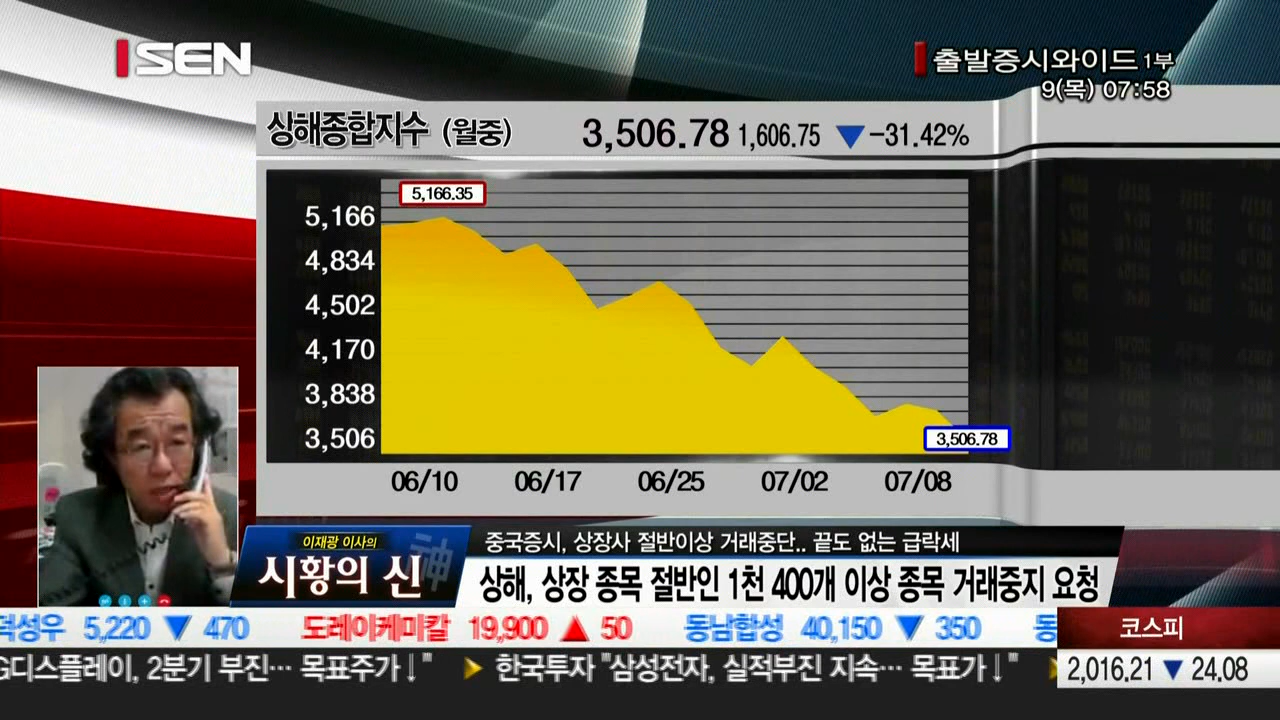 SEN
출발증시와이드 1부
9(목) 07:58
상해종합지수 (월중) 3,506.78 1,606.75 ▼ -31.42%
5,166.35
5,166
4,834
4,502
4,170
3,838
3,506
3,506.78
06/10 06/17 06/25 07/02 07/08
이재광 이사의
시황의 신
神
중국증시, 상장사 절반이상 거래중단.. 끝도 없는 급락세
상해, 상장 종목 절반인 1천 400개 이상 종목 거래중지 요청
덕성우 5,220 ▼ 470 도레이케미칼 19,900 ▲ 50 동남합성 40,150 ▼ 350 동
코스피
G디스플레이, 2분기 부진… 목표주가↓" ▶ 한국투자 "삼성전자, 실적부진 지속… 목표가↓"
2,016.21 ▼ 24.08